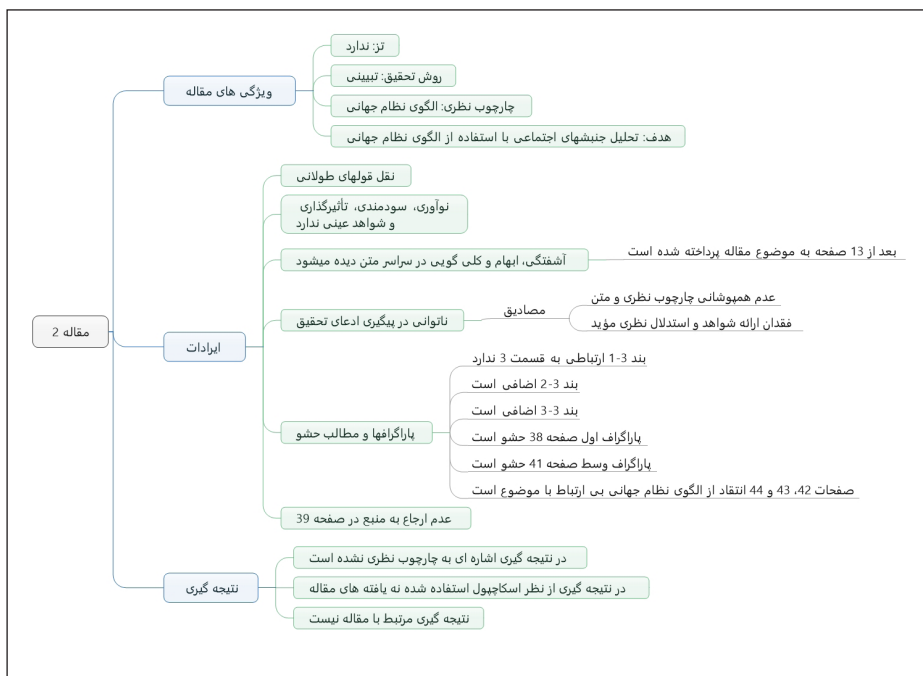 مقاله 2
ویژگی های مقاله
تز: ندارد
روش تحقیق: تبیینی
چارچوب نظری: الگوی نظام جهانی
هدف: تحلیل جنبشهای اجتماعی با استفاده از الگوی نظام جهانی
ایرادات
نقل قولهای طولانی
نوآوری، سودمندی، تأثیرگذاری
و شواهد عینی ندارد
آشفتگی، ابهام و کلی گویی در سراسر متن دیده میشود
بعد از 13 صفحه به موضوع مقاله پرداخته شده است
ناتوانی در پیگیری ادعای تحقیق
مصادیق
عدم همپوشانی چارچوب نظری و متن
فقدان ارائه شواهد و استدلال نظری مؤید
پاراگرافها و مطالب حشو
بند 3-1 ارتباطی به قسمت 3 ندارد
بند 3-2 اضافی است
بند 3-3 اضافی است
پاراگراف اول صفحه 38 حشو است
پاراگراف وسط صفحه 41 حشو است
صفحات 42، 43 و 44 انتقاد از الگوی نظام جهانی بی ارتباط با موضوع است
عدم ارجاع به منبع در صفحه 39
نتیجه گیری
در نتیجه گیری اشاره ای به چارچوب نظری نشده است
در نتیجه گیری از نظر اسکاچپول استفاده شده نه یافته های مقاله
نتیجه گیری مرتبط با مقاله نیست